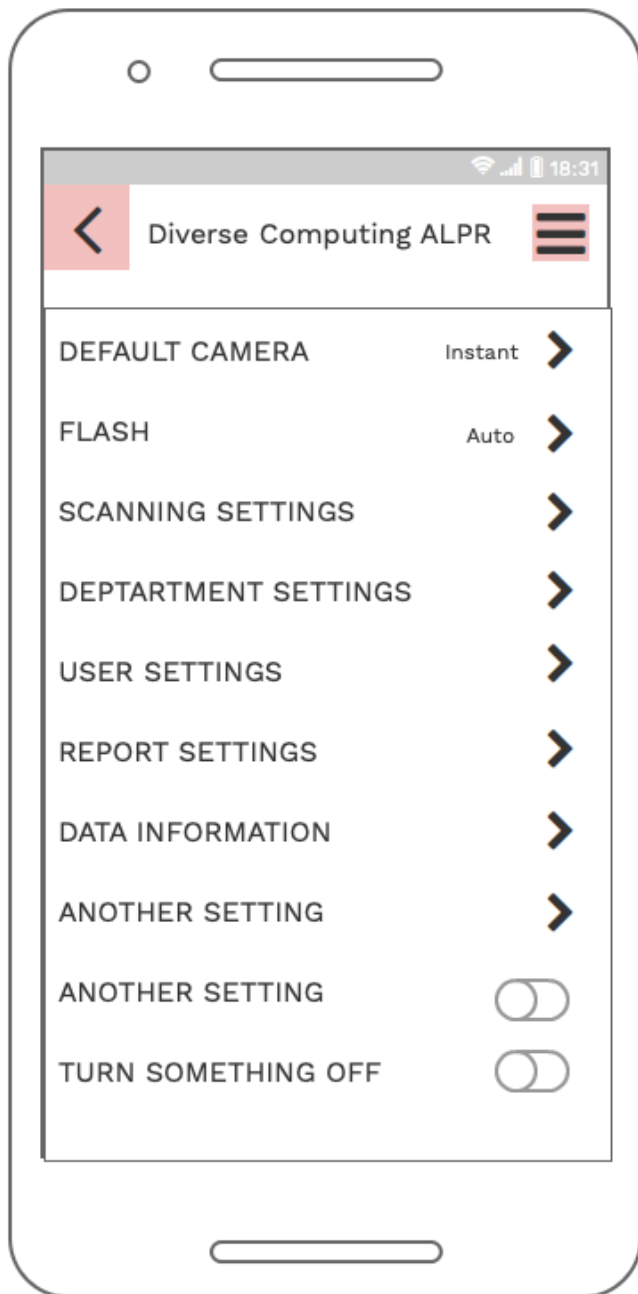 18:31
Diverse Computing ALPR
DEFAULT CAMERA Instant
FLASH Auto
SCANNING SETTINGS
DEPTARTMENT SETTINGS
USER SETTINGS
REPORT SETTINGS
DATA INFORMATION
ANOTHER SETTING
ANOTHER SETTING
TURN SOMETHING OFF